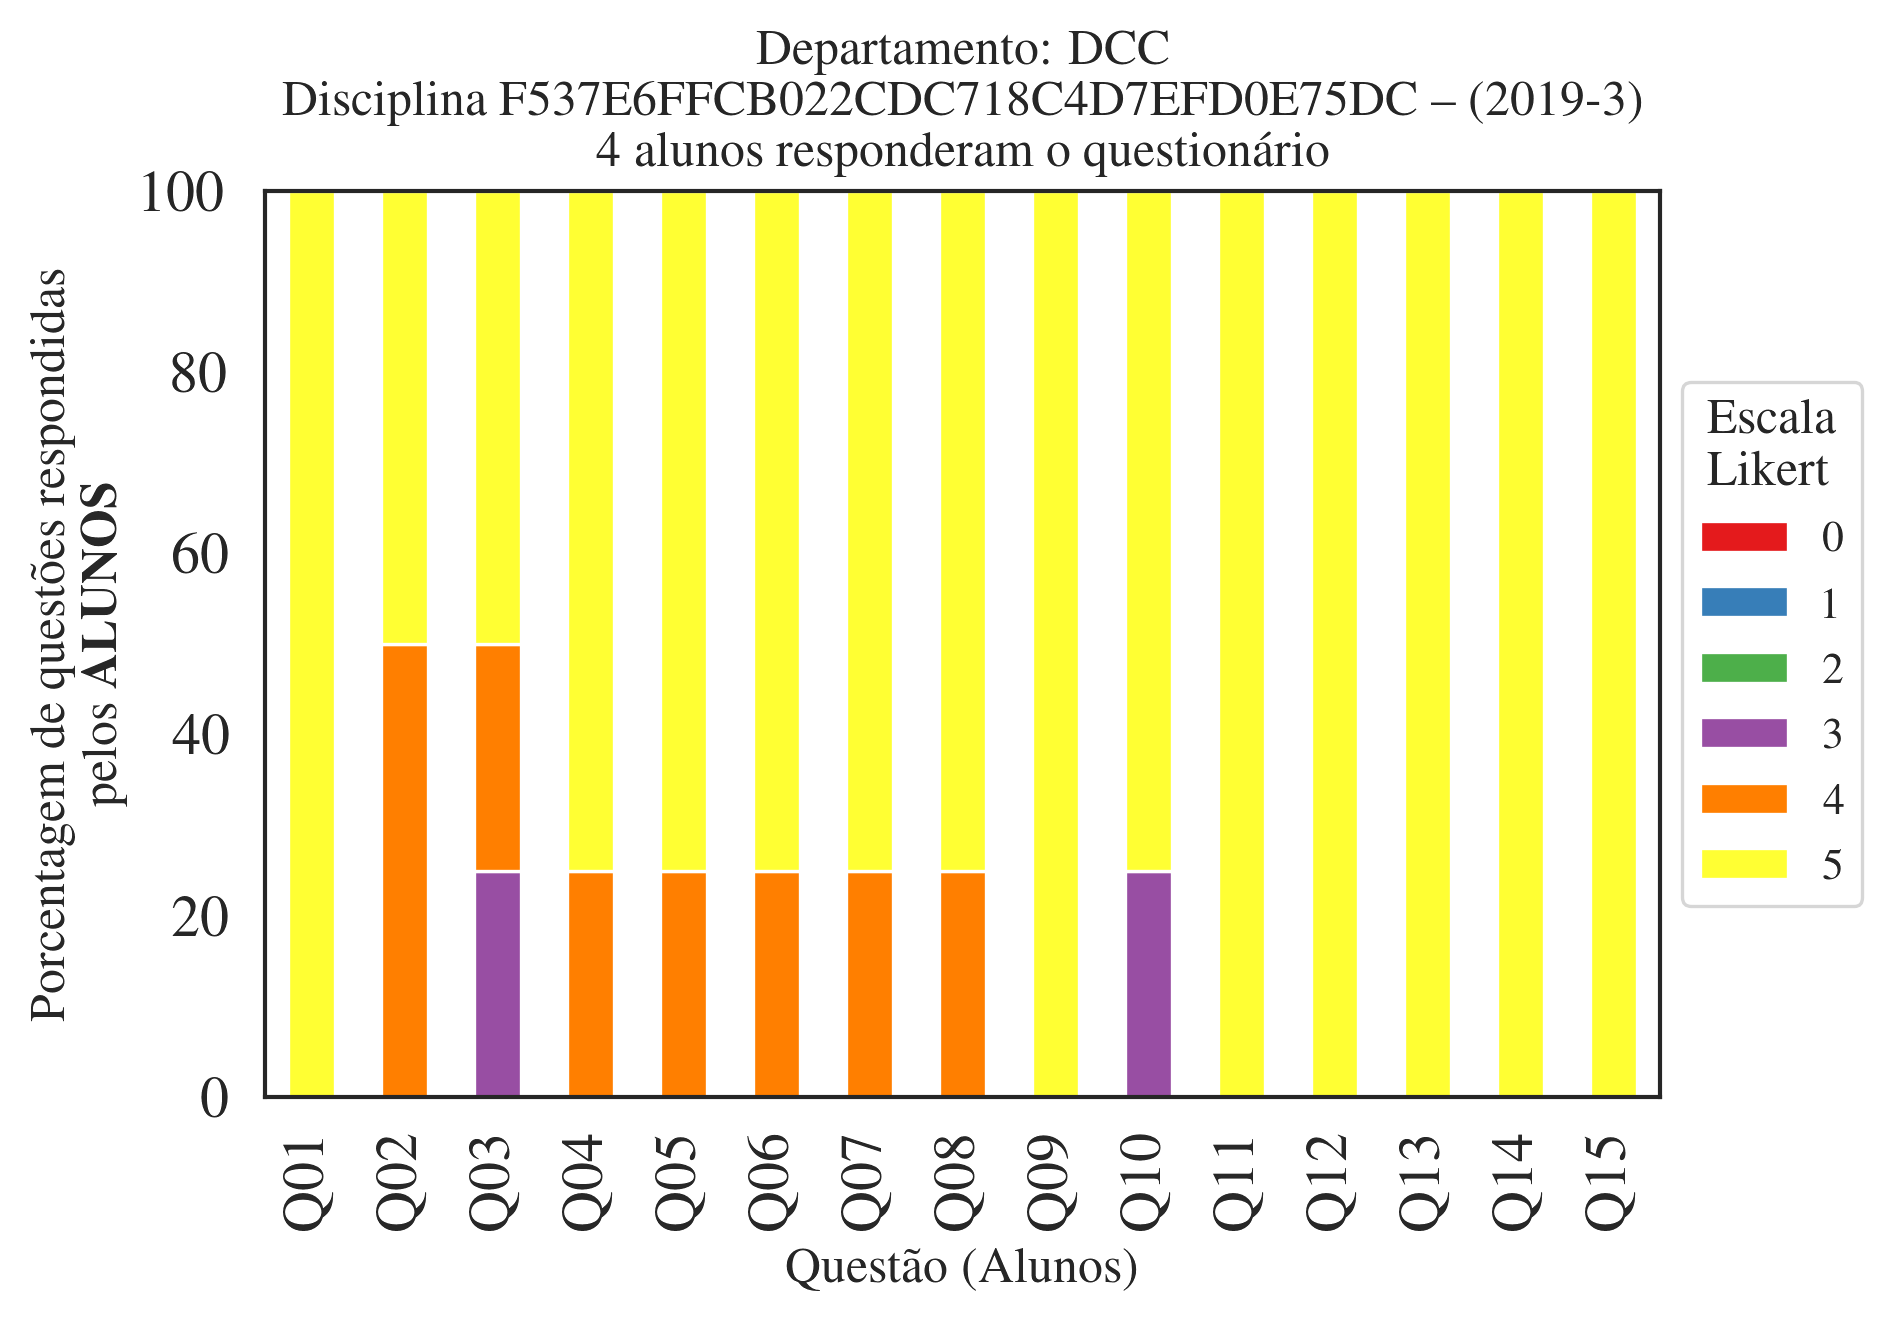 Departamento: DCC
Disciplina F537E6FFCB022CDC718C4D7EFD0E75DC – (2019-3)
4 alunos responderam o questionário
Porcentagem de questões respondidas
pelos ALUNOS
100
80
60
40
20
0
Q01
Q02
Q03
Q04
Q05
Q06
Q07
Q08
Q09
Q10
Q11
Q12
Q13
Q14
Q15
Questão (Alunos)
Escala
Likert
0
1
2
3
4
5